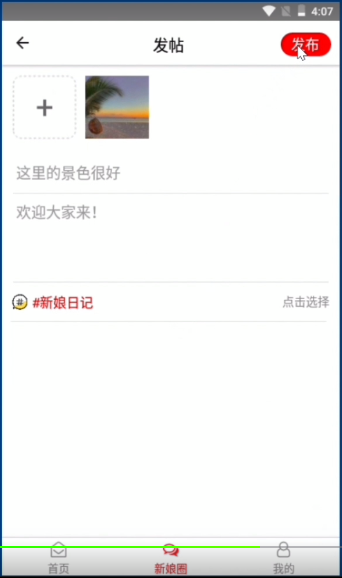 4:07
发帖
发布
这里的景色很好
欢迎大家来!
#
#新娘日记
点击选择
首页
新娘圈
我的